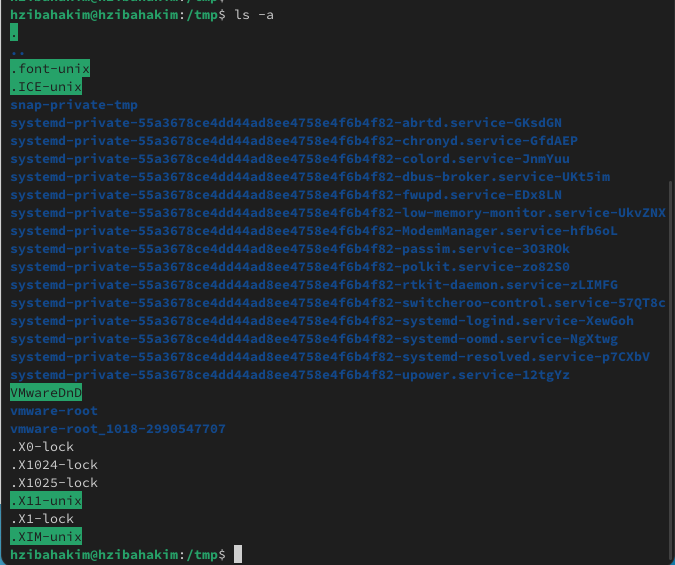 hzibahakim@hzibahakim:/tmp$
hzibahakim@hzibahakim:/tmp$ ls -a
.
..
.font-unix
.ICE-unix
snap-private-tmp
systemd-private-55a3678ce4dd44ad8ee4758e4f6b4f82-abrtd.service-GKsdGN
systemd-private-55a3678ce4dd44ad8ee4758e4f6b4f82-chronyd.service-GfdAEP
systemd-private-55a3678ce4dd44ad8ee4758e4f6b4f82-colord.service-JnmYuu
systemd-private-55a3678ce4dd44ad8ee4758e4f6b4f82-dbus-broker.service-UKt5im
systemd-private-55a3678ce4dd44ad8ee4758e4f6b4f82-fwupd.service-EDx8LN
systemd-private-55a3678ce4dd44ad8ee4758e4f6b4f82-low-memory-monitor.service-UkvZNX
systemd-private-55a3678ce4dd44ad8ee4758e4f6b4f82-ModemManager.service-hfb6oL
systemd-private-55a3678ce4dd44ad8ee4758e4f6b4f82-passim.service-3O3ROk
systemd-private-55a3678ce4dd44ad8ee4758e4f6b4f82-polkit.service-zo82S0
systemd-private-55a3678ce4dd44ad8ee4758e4f6b4f82-rtkit-daemon.service-zLIMFG
systemd-private-55a3678ce4dd44ad8ee4758e4f6b4f82-switcheroo-control.service-57QT8c
systemd-private-55a3678ce4dd44ad8ee4758e4f6b4f82-systemd-logind.service-XewGoh
systemd-private-55a3678ce4dd44ad8ee4758e4f6b4f82-systemd-oomd.service-NgXtwg
systemd-private-55a3678ce4dd44ad8ee4758e4f6b4f82-systemd-resolved.service-p7CXbV
systemd-private-55a3678ce4dd44ad8ee4758e4f6b4f82-upower.service-12tgYz
VMwareDnD
vmware-root
vmware-root_1018-2990547707
.X0-lock
.X1024-lock
.X1025-lock
.X11-unix
.X1-lock
.XIM-unix
hzibahakim@hzibahakim:/tmp$